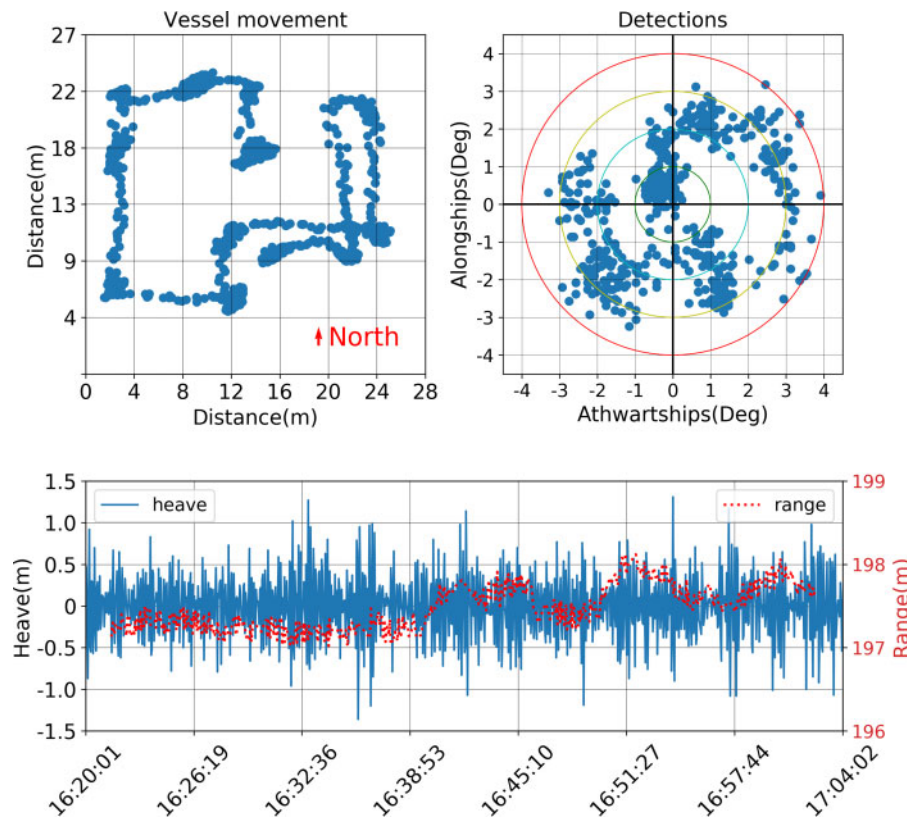 Vessel movement
27
22
18
13
9
4
Distance(m)
North
0 4 8 12 16 20 24 28
Distance(m)
Detections
4
3
2
1
0
-1
-2
-3
-4
Alongships(Deg)
-4 -3 -2 -1 0 1 2 3 4
Athwartships(Deg)
1.5
1.0
0.5
0
-0.5
-1.0
-1.5
Heave(m)
heave
range
199
198
197
196
Range(m)
16:20:01 16:26:19 16:32:36 16:38:53 16:45:10 16:51:27 16:57:44 17:04:02